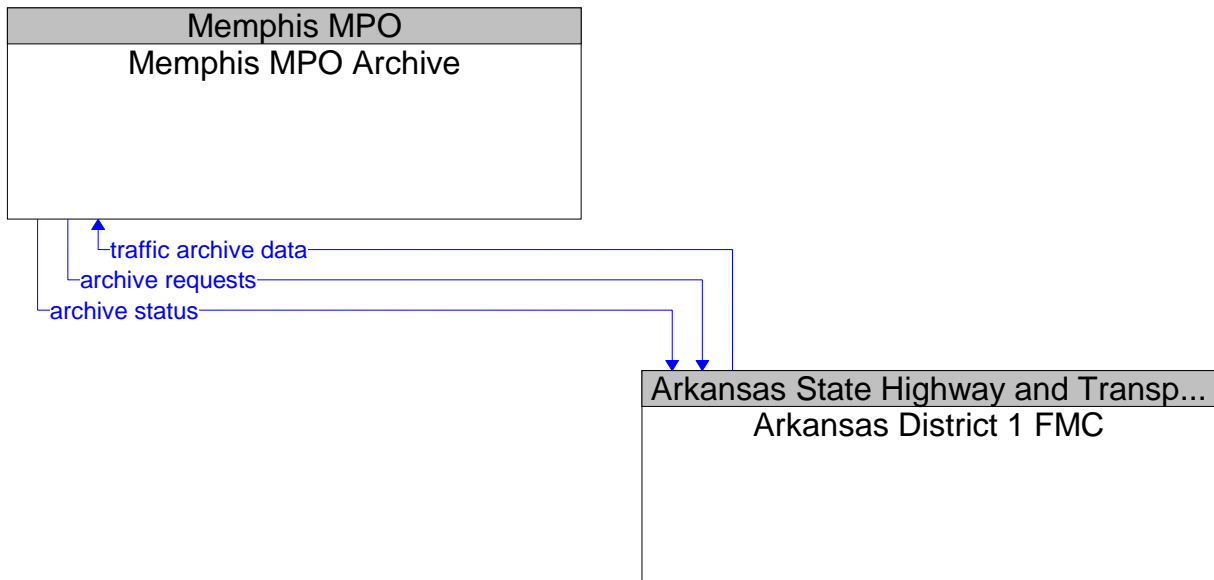 Memphis MPO
Memphis MPO Archive
traffic archive data
archive requests
archive status
Arkansas State Highway and Transp...
Arkansas District 1 FMC